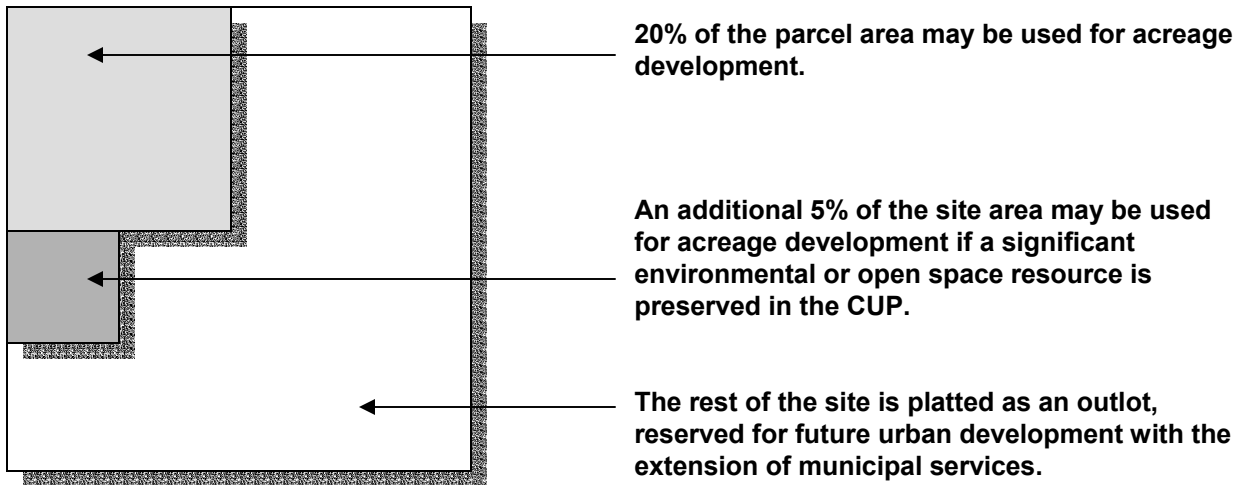 20% of the parcel area may be used for acreage
development.
An additional 5% of the site area may be used
for acreage development if a significant
environmental or open space resource is
preserved in the CUP.
The rest of the site is platted as an outlot,
reserved for future urban development with the
extension of municipal services.